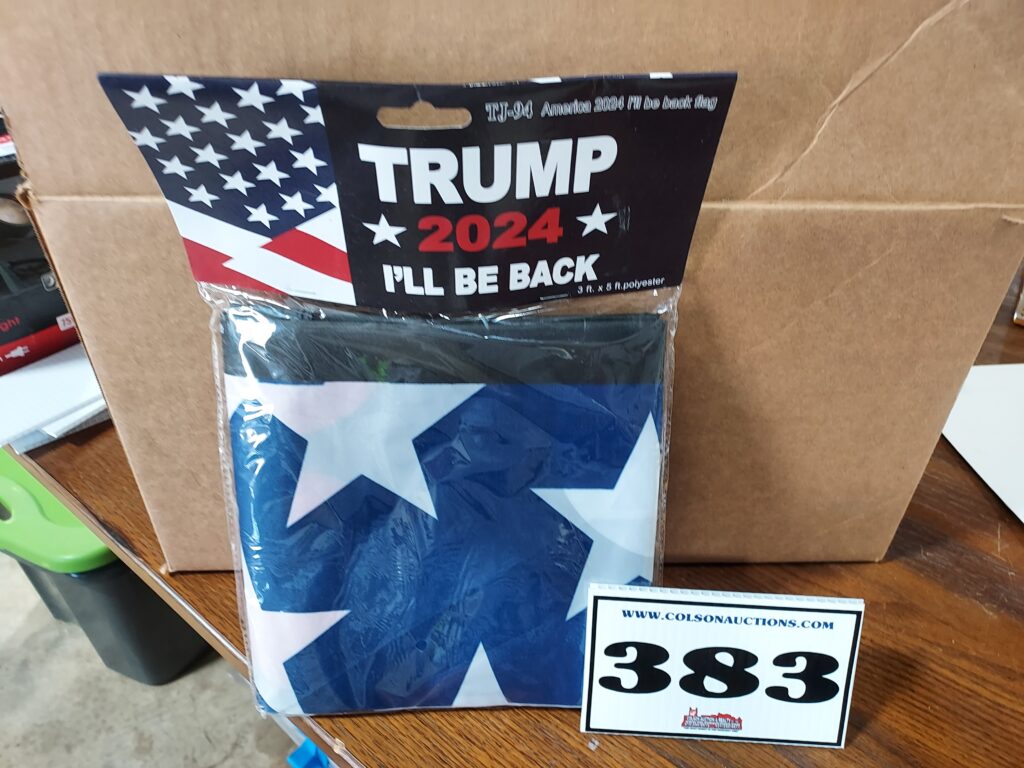 TJ-94 America 2024 I'll be back flag
TRUMP
2024
I'LL BE BACK
3 ft. x 5 ft.polyester
WWW.COLSONAUCTIONS.COM
383